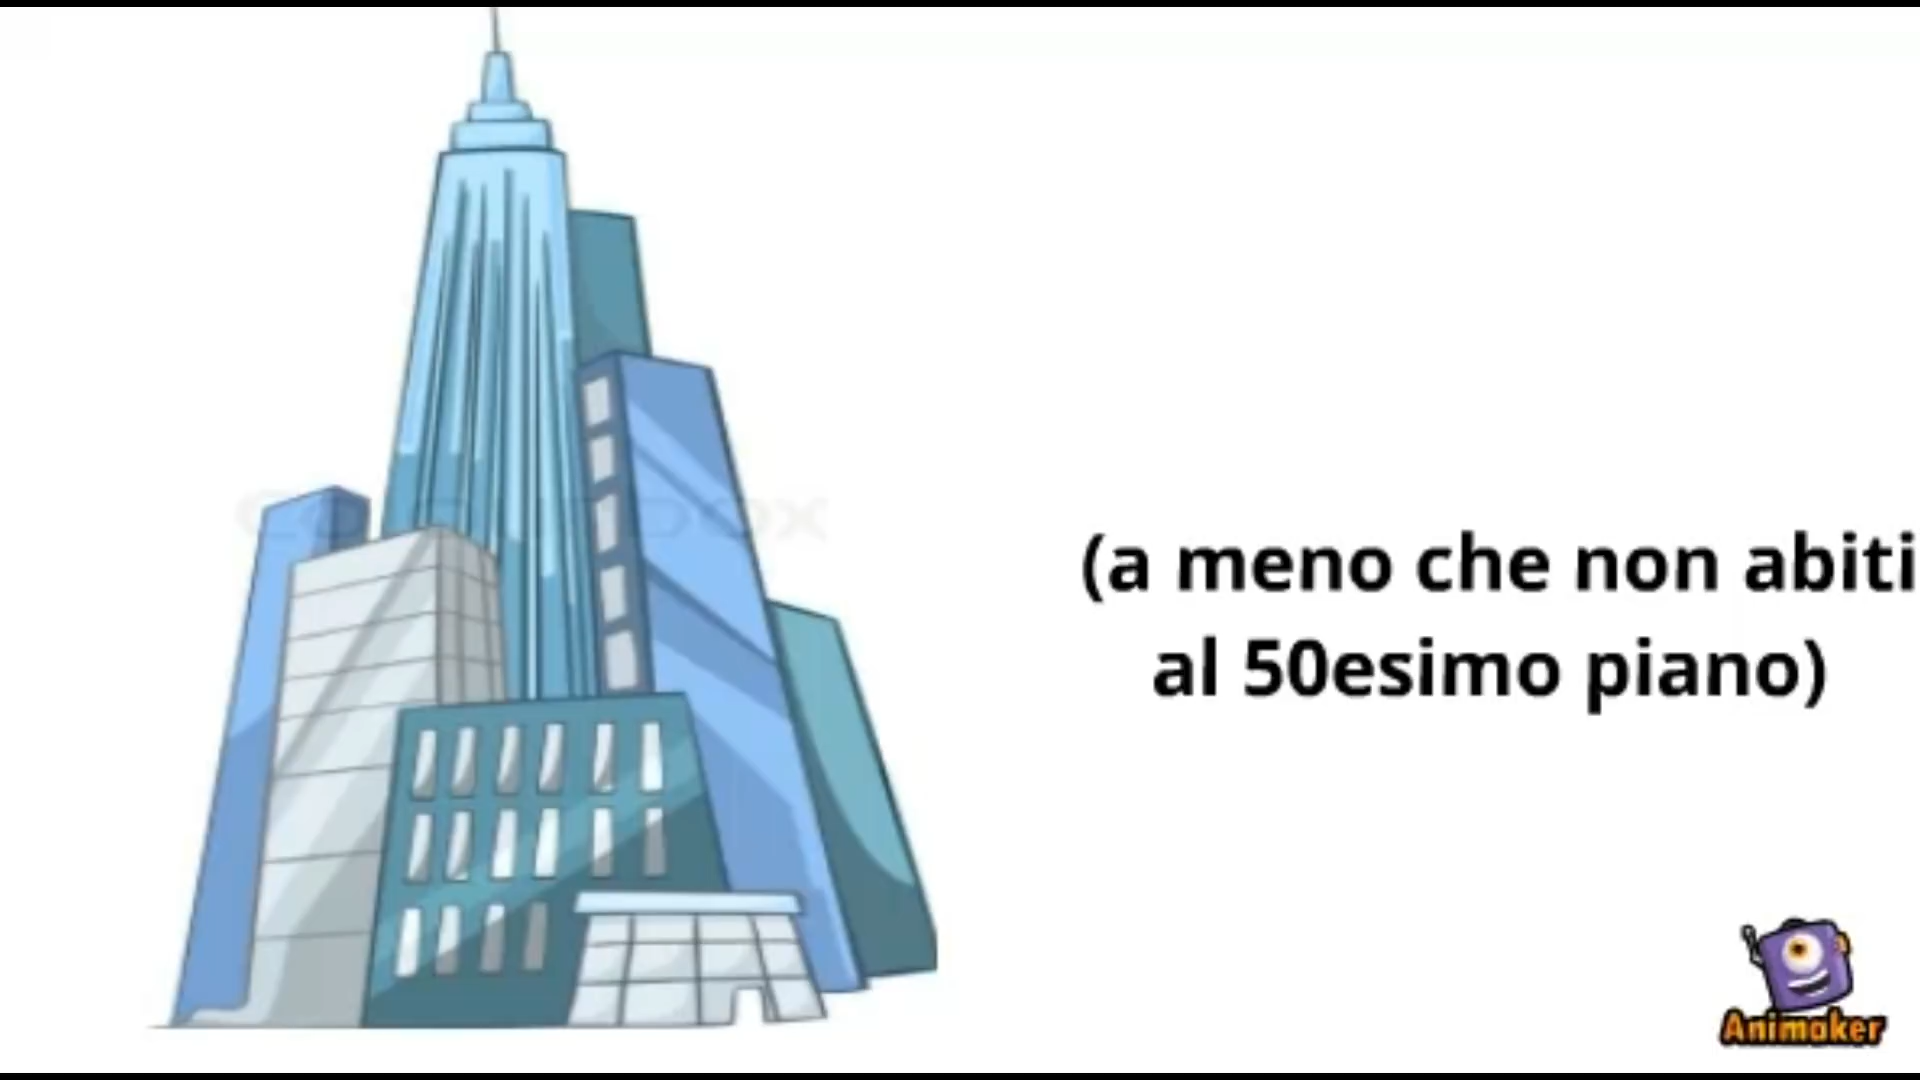 (a meno che non abiti
al 50esimo piano)
Animaker